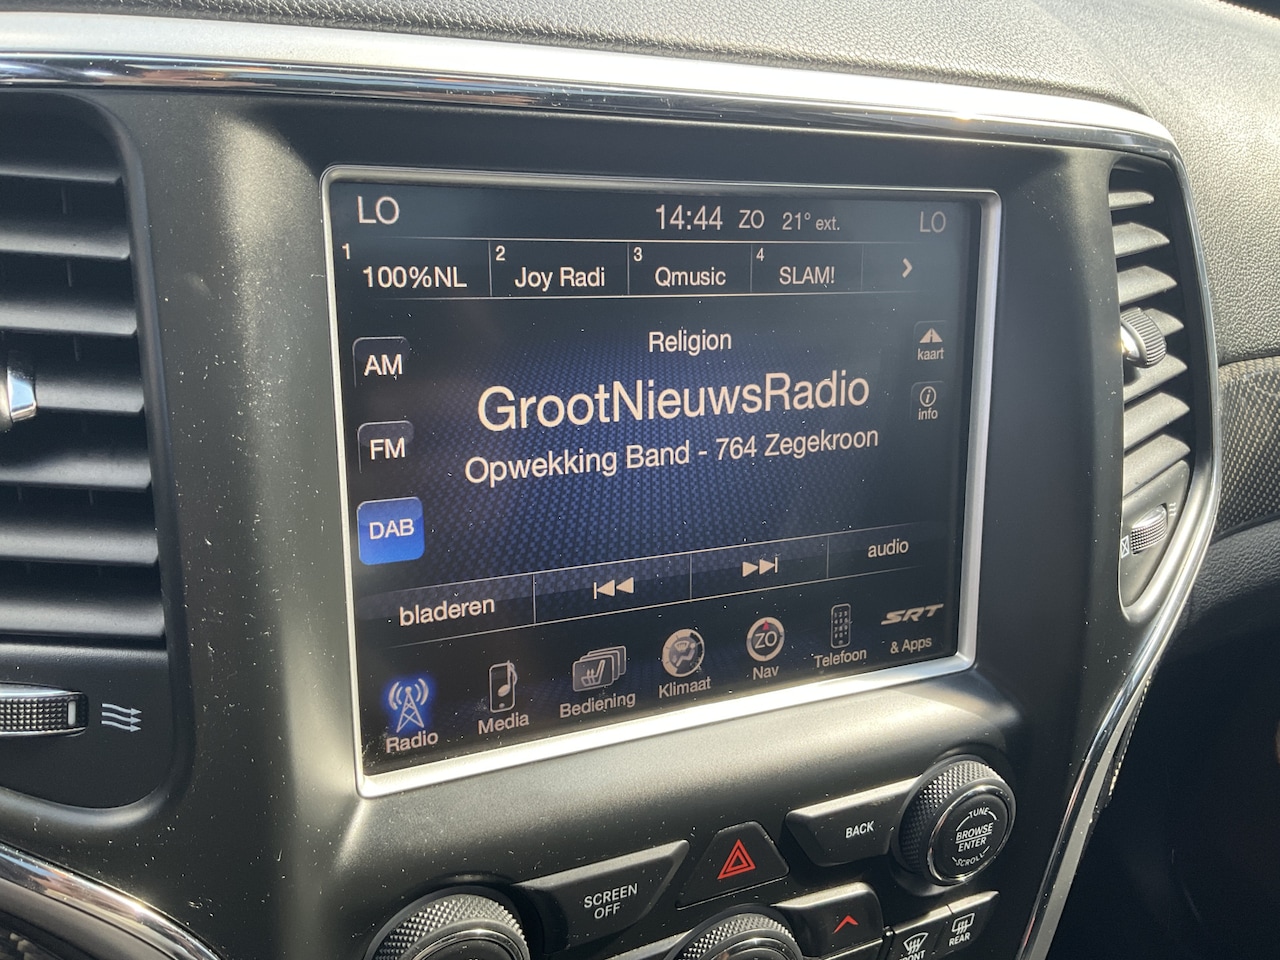 LO 14:44 ZO 21° ext. LO
1 100%NL 2 Joy Radi 3 Qmusic 4 SLAM!
Religion
kaart
AM
GrootNieuwsRadio
info
FM
Opwekking Band - 764 Zegekroon
DAB
bladeren audio
Radio Media Bediening Klimaat ZO Nav Telefoon SRT & Apps
TUNE
BROWSE
ENTER
SCROLL
BACK
SCREEN
OFF
REAR